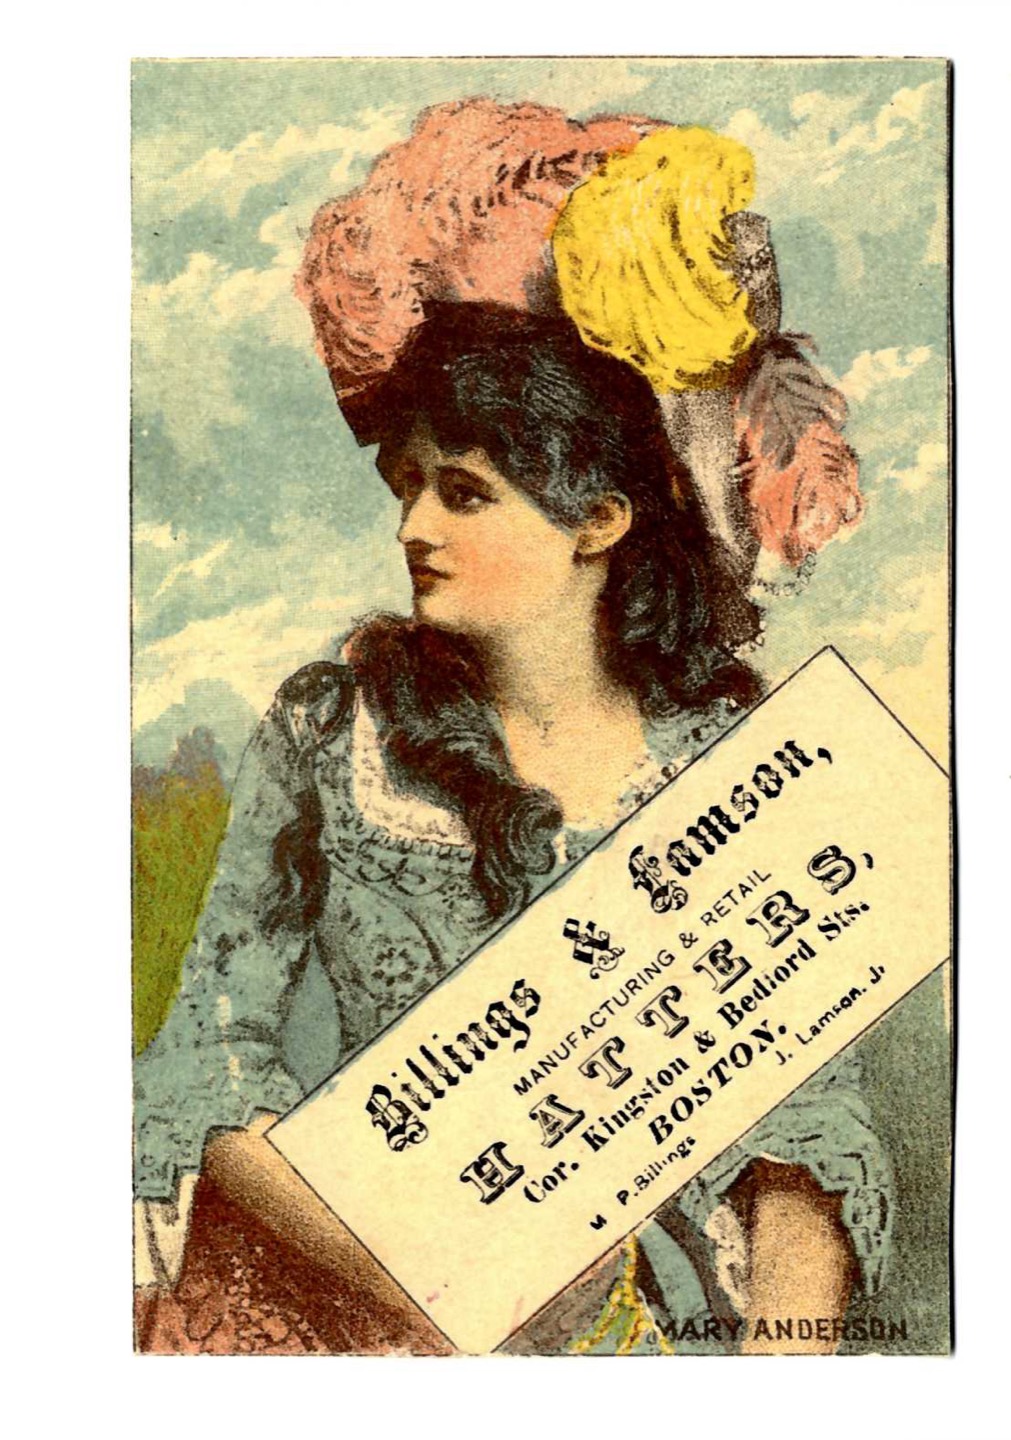 Billings & Lamson,
MANUFACTURING & RETAIL
HATTERS,
Cor. Kingston & Bedford Sts.
BOSTON.
M P. Billings J. Lamson. Jr
MARY ANDERSON